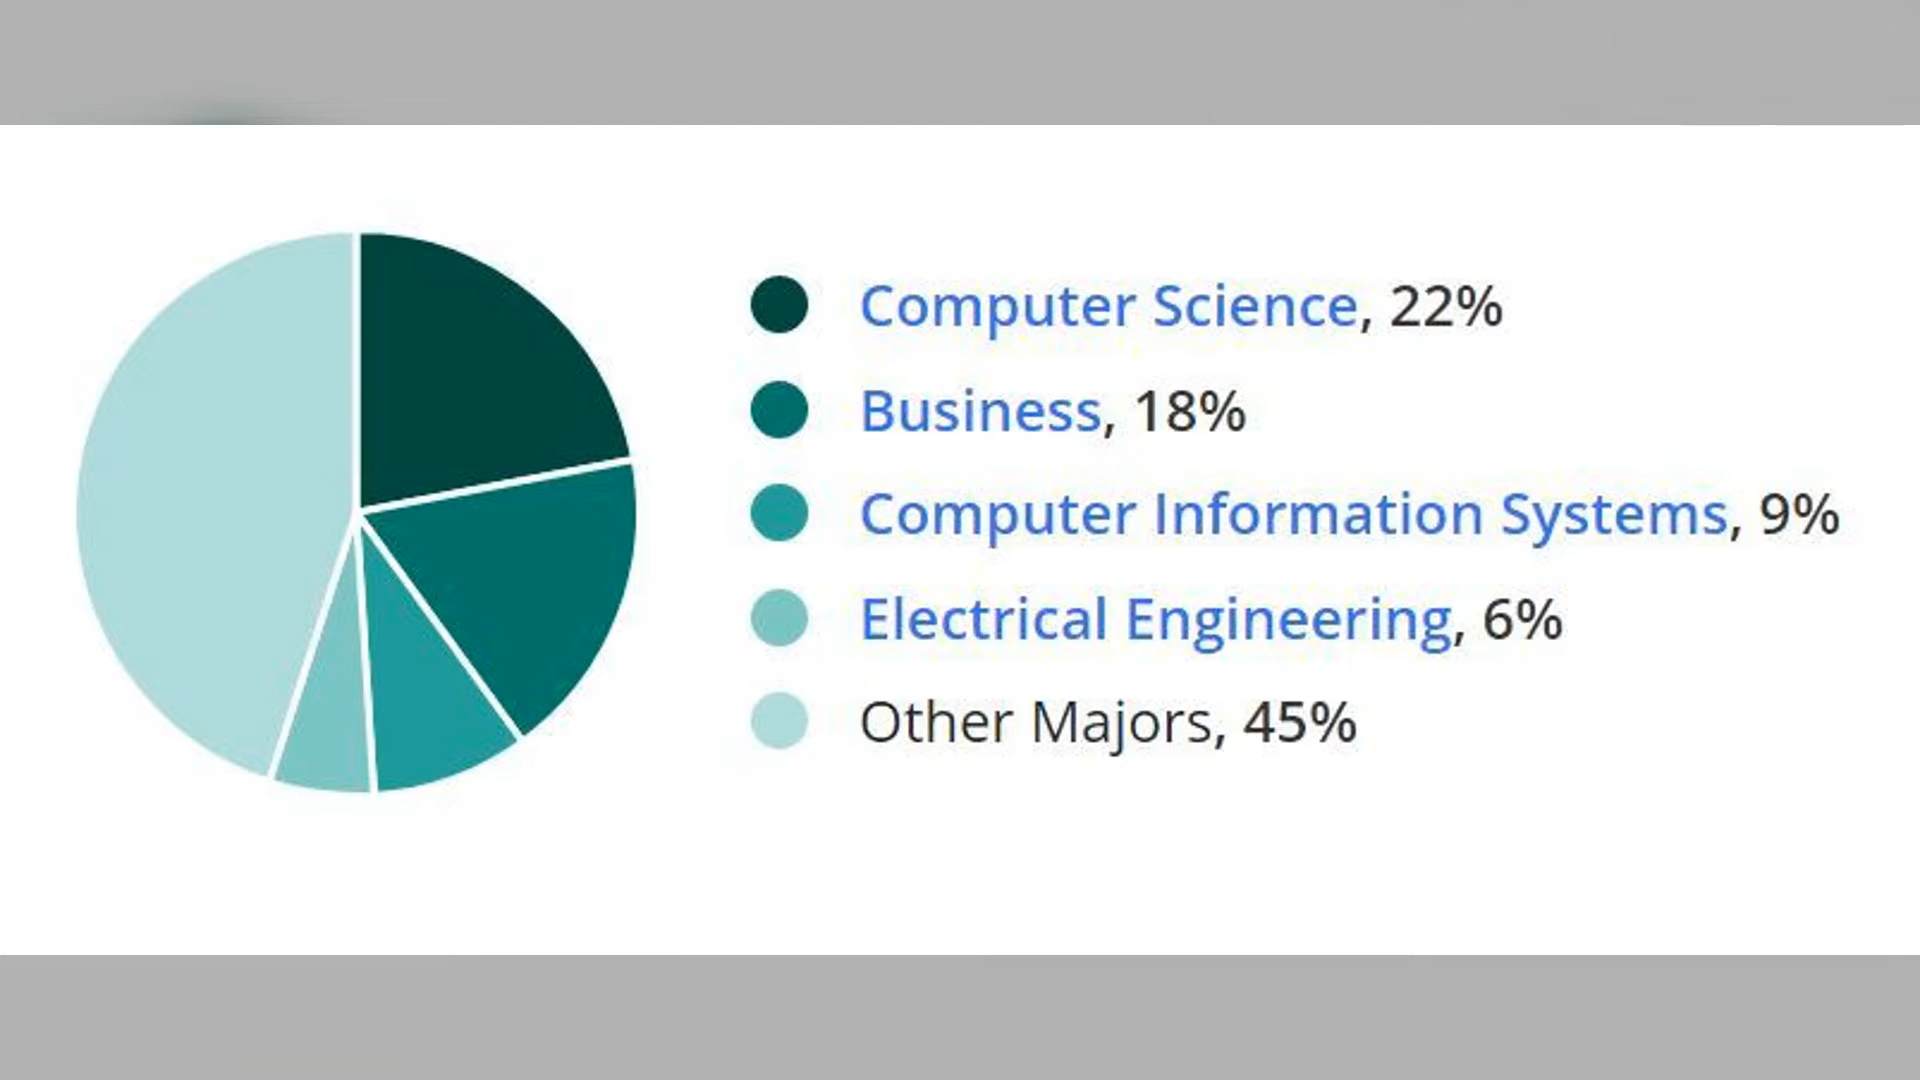 Computer Science, 22%
Business, 18%
Computer Information Systems, 9%
Electrical Engineering, 6%
Other Majors, 45%